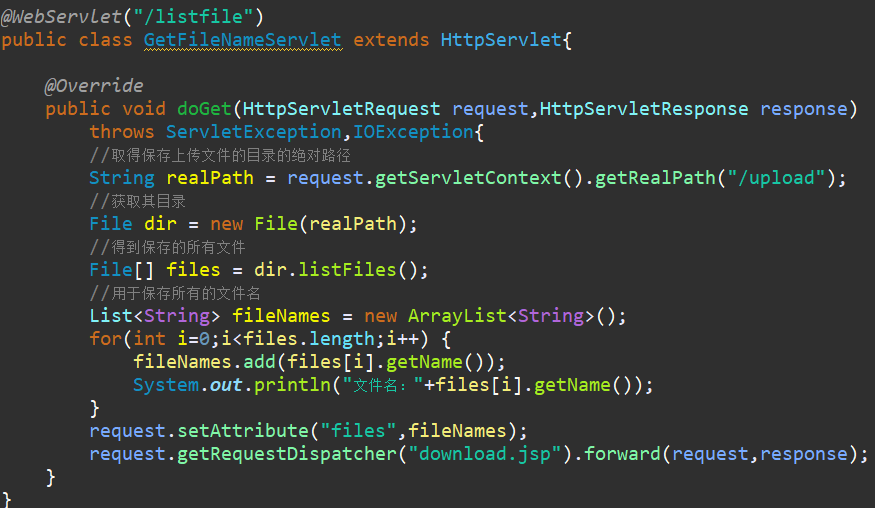 @WebServlet("/listfile")
public class GetFileNameServlet extends HttpServlet{
@Override
public void doGet(HttpServletRequest request,HttpServletResponse response)
throws ServletException,IOException{
//取得保存上传文件的目录的绝对路径
String realPath = request.getServletContext().getRealPath("/upload");
//获取其目录
File dir = new File(realPath);
//得到保存的所有文件
File[] files = dir.listFiles();
//用于保存所有的文件名
List<String> fileNames = new ArrayList<String>();
for(int i=0;i<files.length;i++) {
fileNames.add(files[i].getName());
System.out.println("文件名："+files[i].getName());
}
request.setAttribute("files",fileNames);
request.getRequestDispatcher("download.jsp").forward(request,response);
}
}